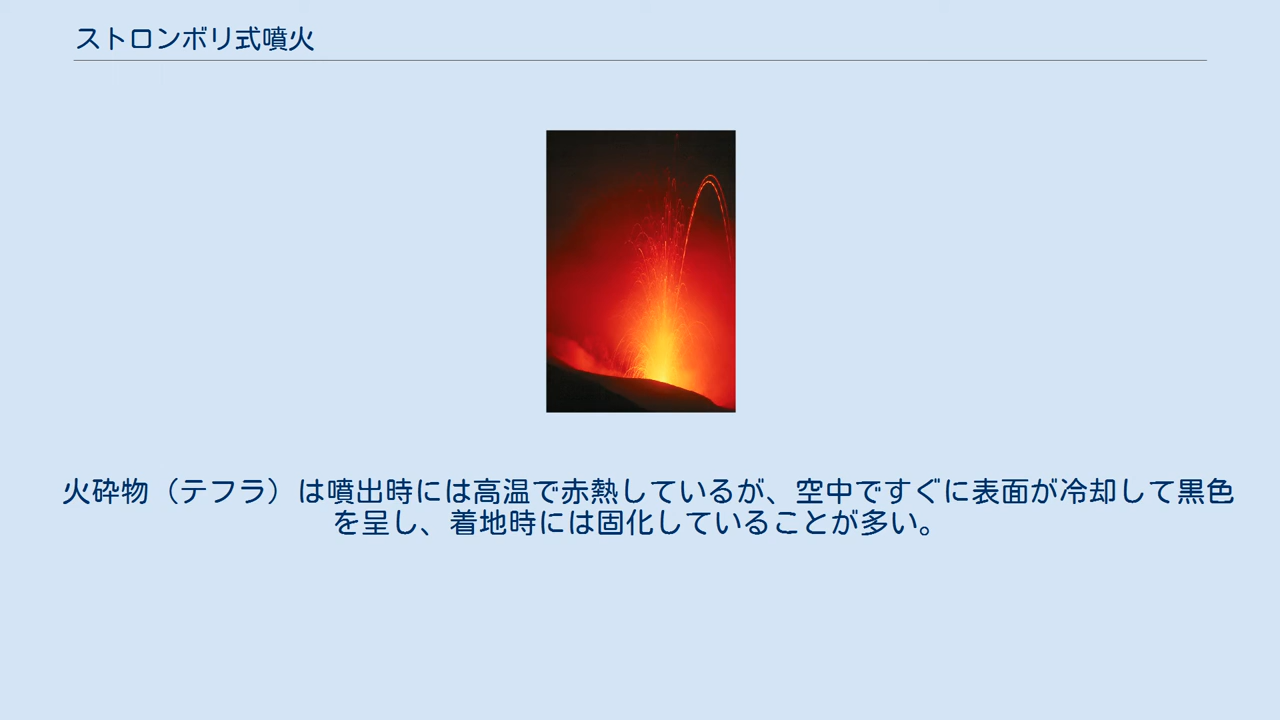 ストロンボリ式噴火
火砕物（テフラ）は噴出時には高温で赤熱しているが、空中ですぐに表面が冷却して黒色
を呈し、着地時には固化していることが多い。